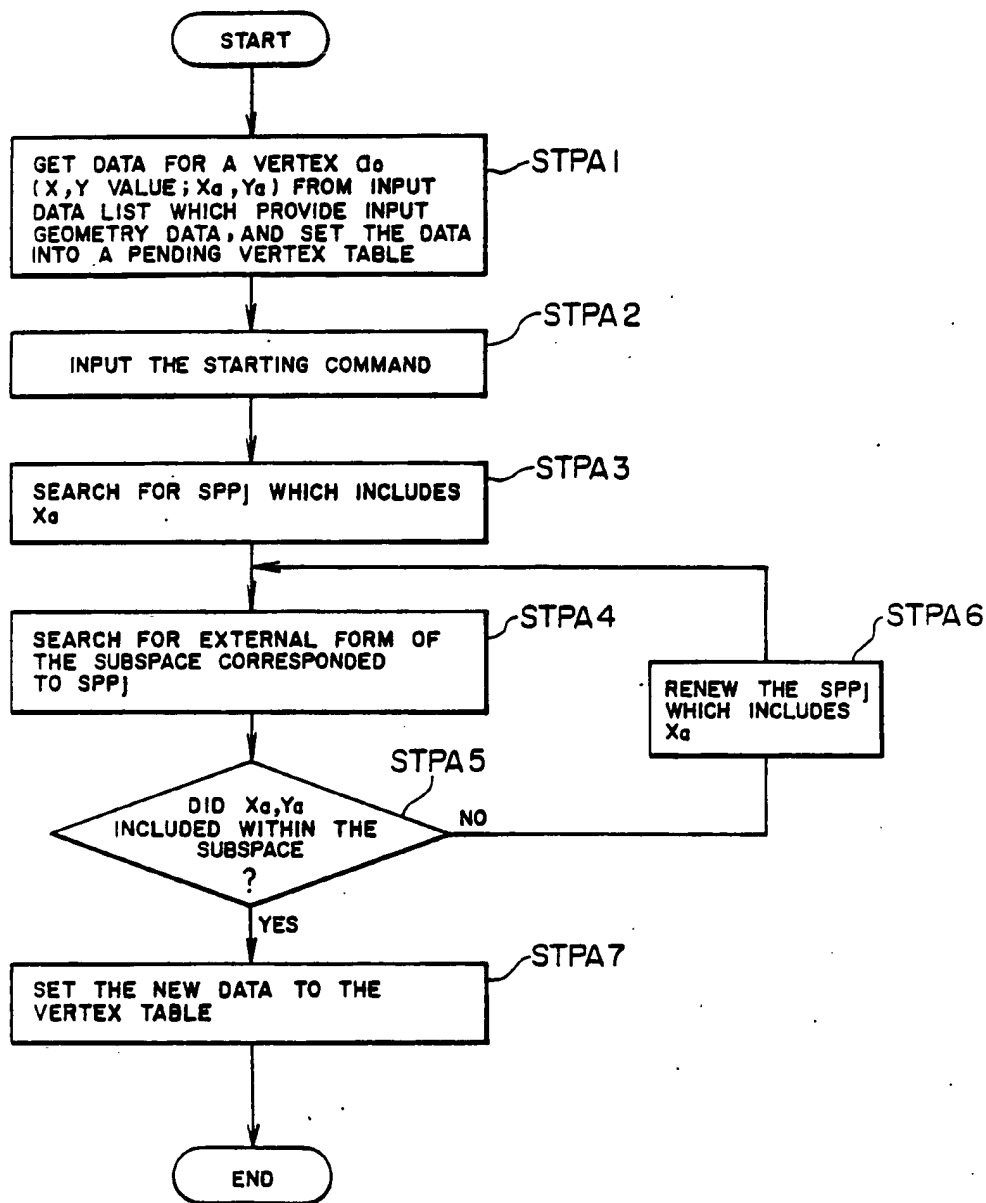 START
GET DATA FOR A VERTEX a₀
(X,Y VALUE; Xa,Ya) FROM INPUT
DATA LIST WHICH PROVIDE INPUT
GEOMETRY DATA, AND SET THE DATA
INTO A PENDING VERTEX TABLE
STPA1
INPUT THE STARTING COMMAND
STPA2
SEARCH FOR SPPj WHICH INCLUDES
Xa
STPA3
SEARCH FOR EXTERNAL FORM OF
THE SUBSPACE CORRESPONDED
TO SPPj
STPA4
DID Xa,Ya
INCLUDED WITHIN THE
SUBSPACE
?
STPA5
NO
RENEW THE SPPj
WHICH INCLUDES
Xa
STPA6
YES
SET THE NEW DATA TO THE
VERTEX TABLE
STPA7
END